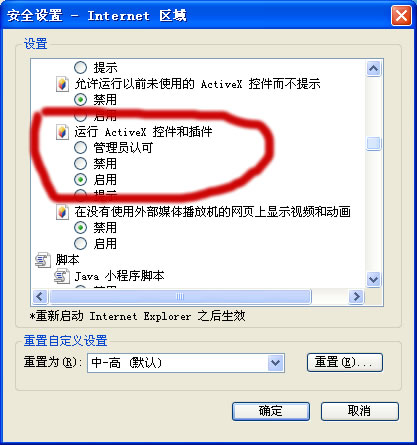 安全设置 - Internet 区域
设置
提示
允许运行以前未使用的 ActiveX 控件而不提示
禁用
启用
运行 ActiveX 控件和插件
管理员认可
禁用
启用
提示
在没有使用外部媒体播放机的网页上显示视频和动画
禁用
启用
脚本
Java 小程序脚本
*重新启动 Internet Explorer 之后生效
重置自定义设置
重置为(R): 中-高 (默认) 重置(E)...
确定 取消